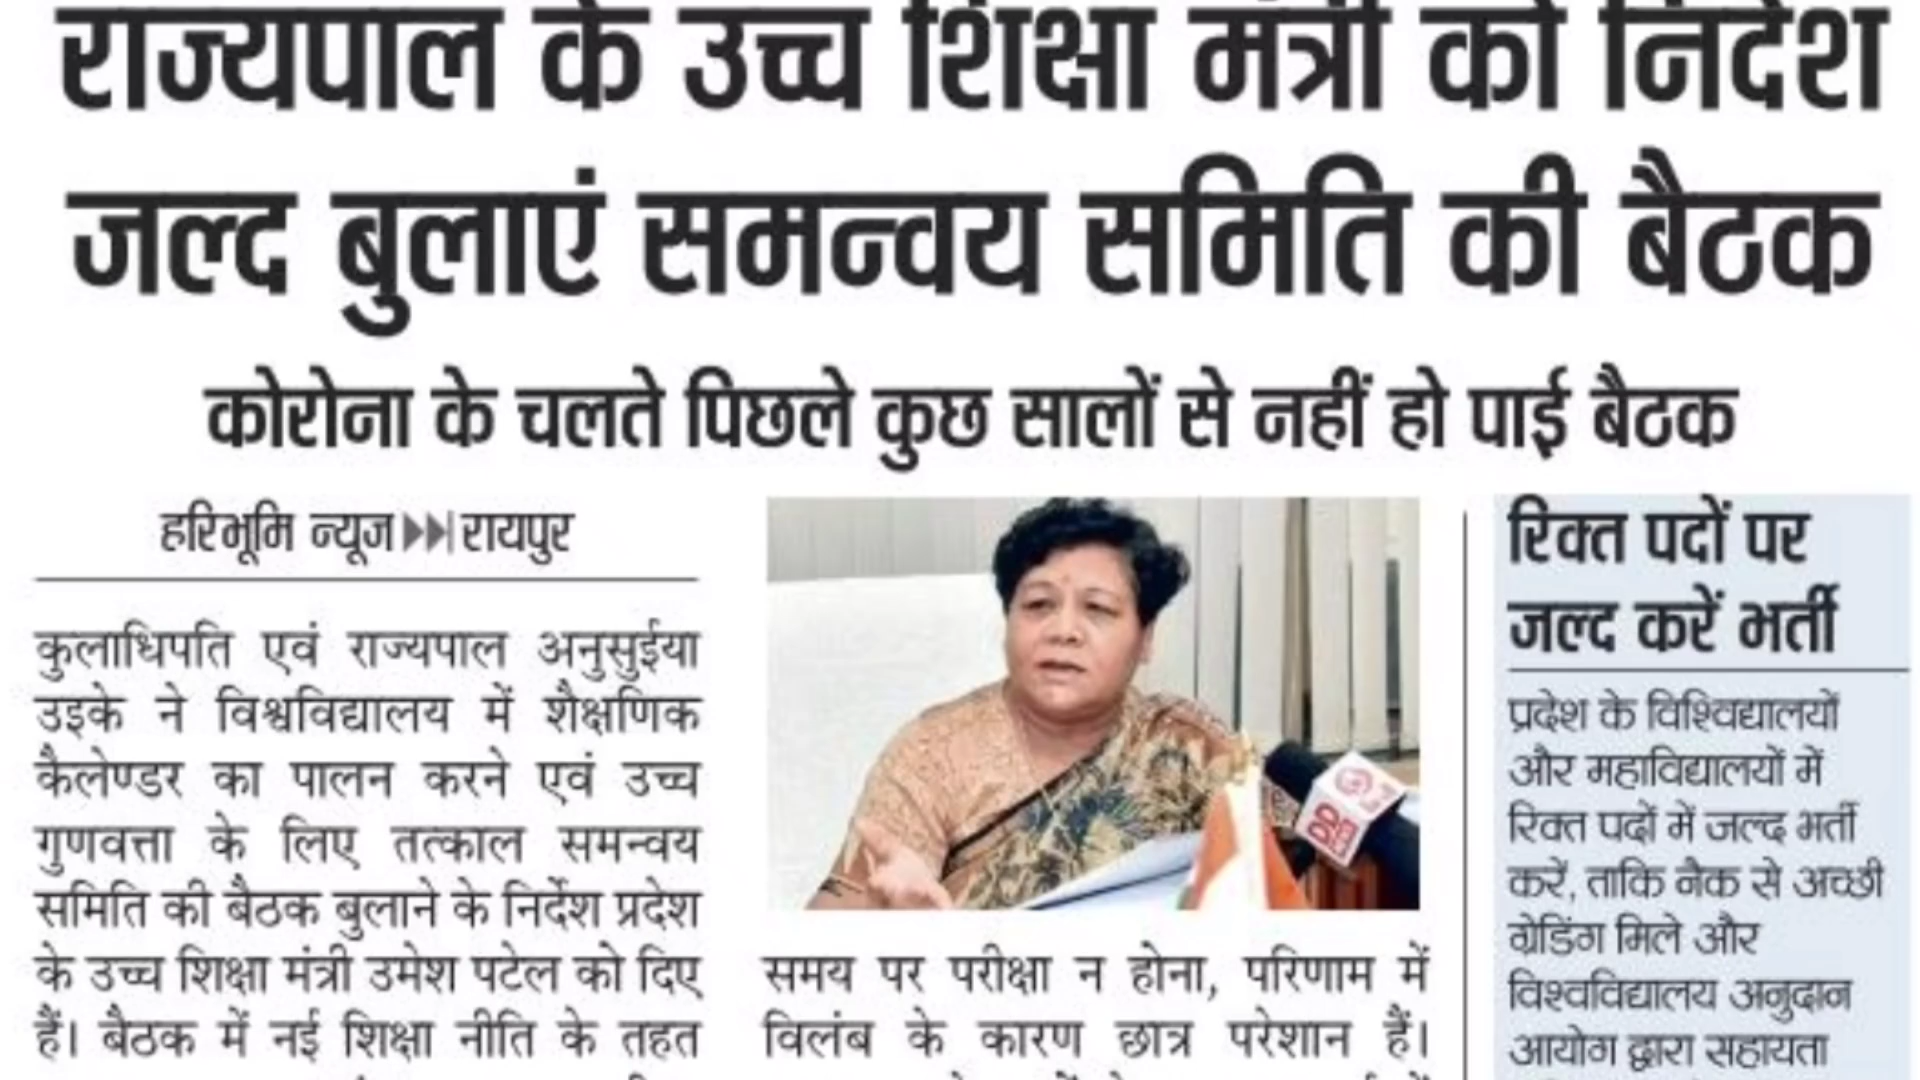 राज्यपाल के उच्च शिक्षा मंत्री को निर्देश
जल्द बुलाएं समन्वय समिति की बैठक
कोरोना के चलते पिछले कुछ सालों से नहीं हो पाई बैठक
हरिभूमि न्यूज रायपुर
कुलाधिपति एवं राज्यपाल अनुसुईया
उइके ने विश्वविद्यालय में शैक्षणिक
कैलेण्डर का पालन करने एवं उच्च
गुणवत्ता के लिए तत्काल समन्वय
समिति की बैठक बुलाने के निर्देश प्रदेश
के उच्च शिक्षा मंत्री उमेश पटेल को दिए
हैं। बैठक में नई शिक्षा नीति के तहत
DD
समय पर परीक्षा न होना, परिणाम में
विलंब के कारण छात्र परेशान हैं।
रिक्त पदों पर
जल्द करें भर्ती
प्रदेश के विश्विद्यालयों
और महाविद्यालयों में
रिक्त पदों में जल्द भर्ती
करें, ताकि नैक से अच्छी
ग्रेडिंग मिले और
विश्वविद्यालय अनुदान
आयोग द्वारा सहायता